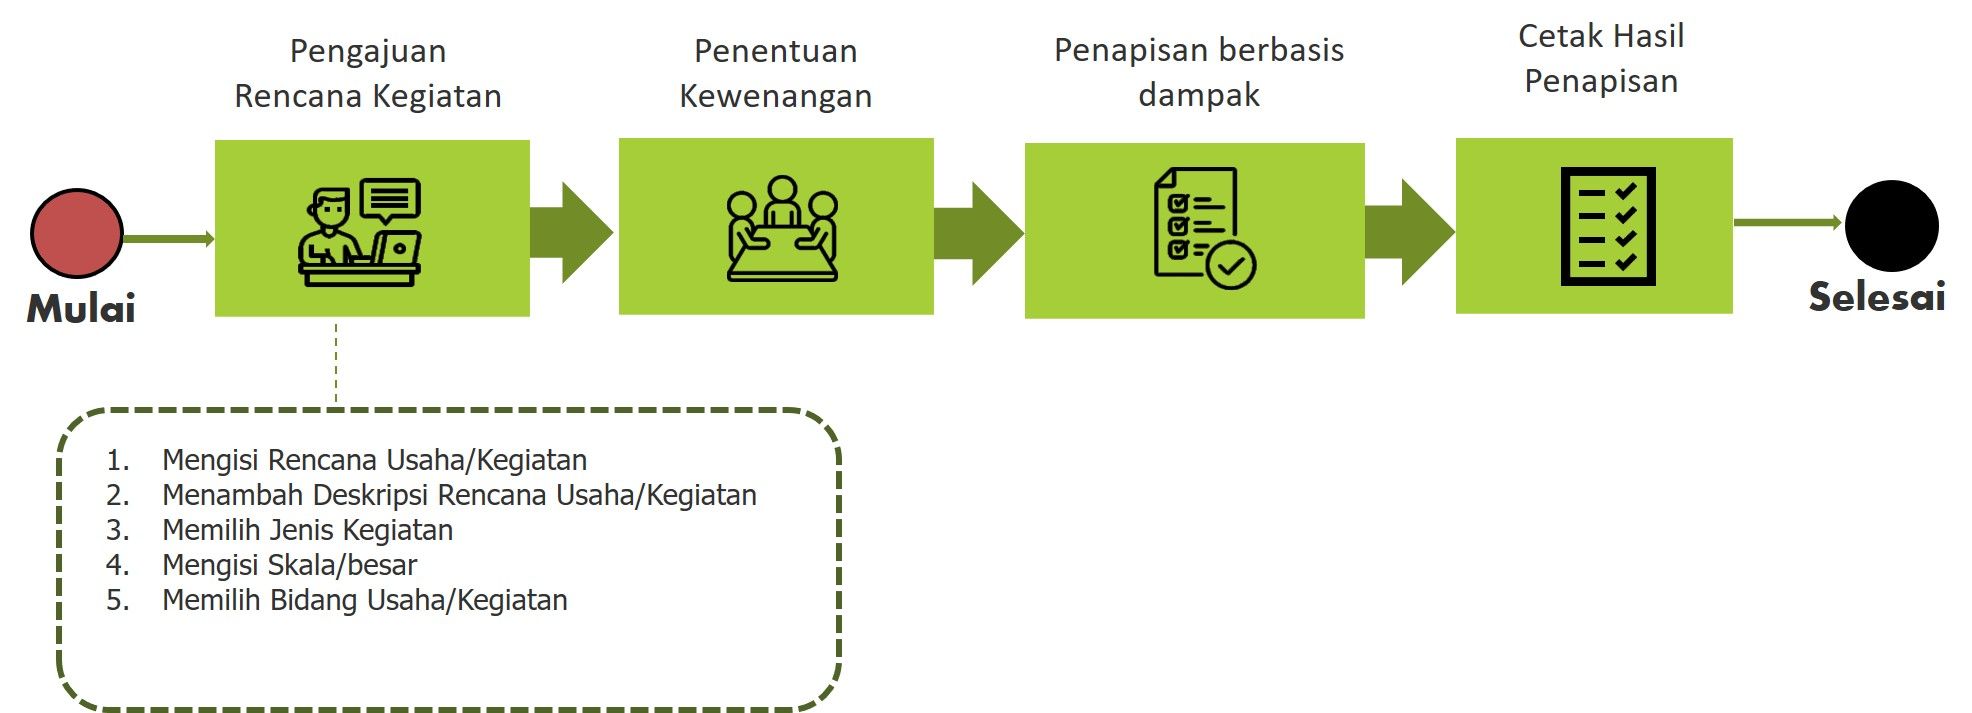 Pengajuan
Rencana Kegiatan
Penentuan
Kewenangan
Penapisan berbasis
dampak
Cetak Hasil
Penapisan
Mulai
Selesai
1. Mengisi Rencana Usaha/Kegiatan
2. Menambah Deskripsi Rencana Usaha/Kegiatan
3. Memilih Jenis Kegiatan
4. Mengisi Skala/besar
5. Memilih Bidang Usaha/Kegiatan